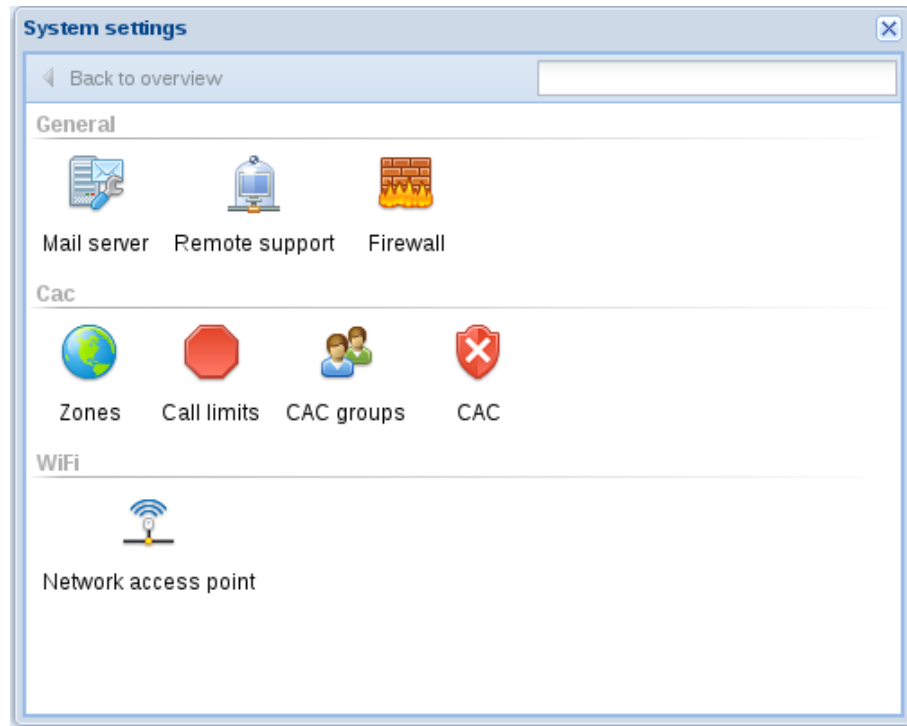 System settings
Back to overview
General
Mail server Remote support Firewall
Cac
Zones Call limits CAC groups CAC
WiFi
Network access point